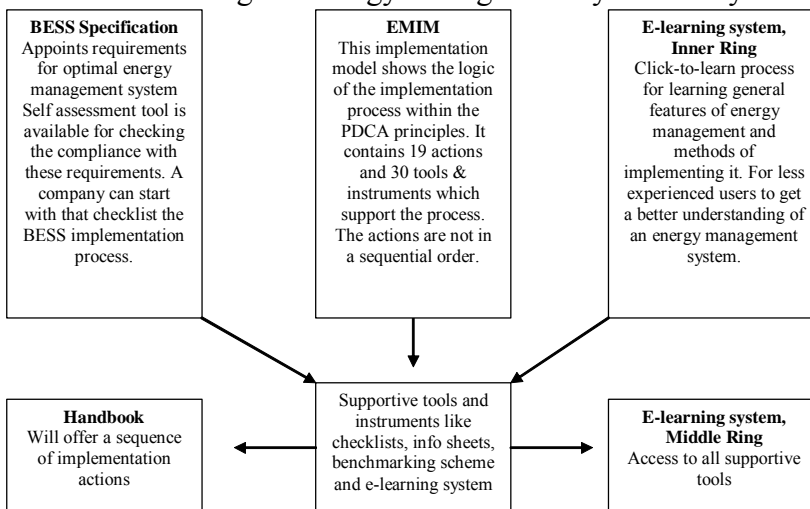 BESS Specification
Appoints requirements
for optimal energy
management system
Self assessment tool is
available for checking
the compliance with
these requirements. A
company can start
with that checklist the
BESS implementation
process.
EMIM
This implementation
model shows the logic
of the implementation
process within the
PDCA principles. It
contains 19 actions
and 30 tools &
instruments which
support the process.
The actions are not in
a sequential order.
E-learning system,
Inner Ring
Click-to-learn process
for learning general
features of energy
management and
methods of
implementing it. For less
experienced users to get
a better understanding of
an energy management
system.
Handbook
Will offer a sequence
of implementation
actions
Supportive tools and
instruments like
checklists, info sheets,
benchmarking scheme
and e-learning system
E-learning system,
Middle Ring
Access to all supportive
tools